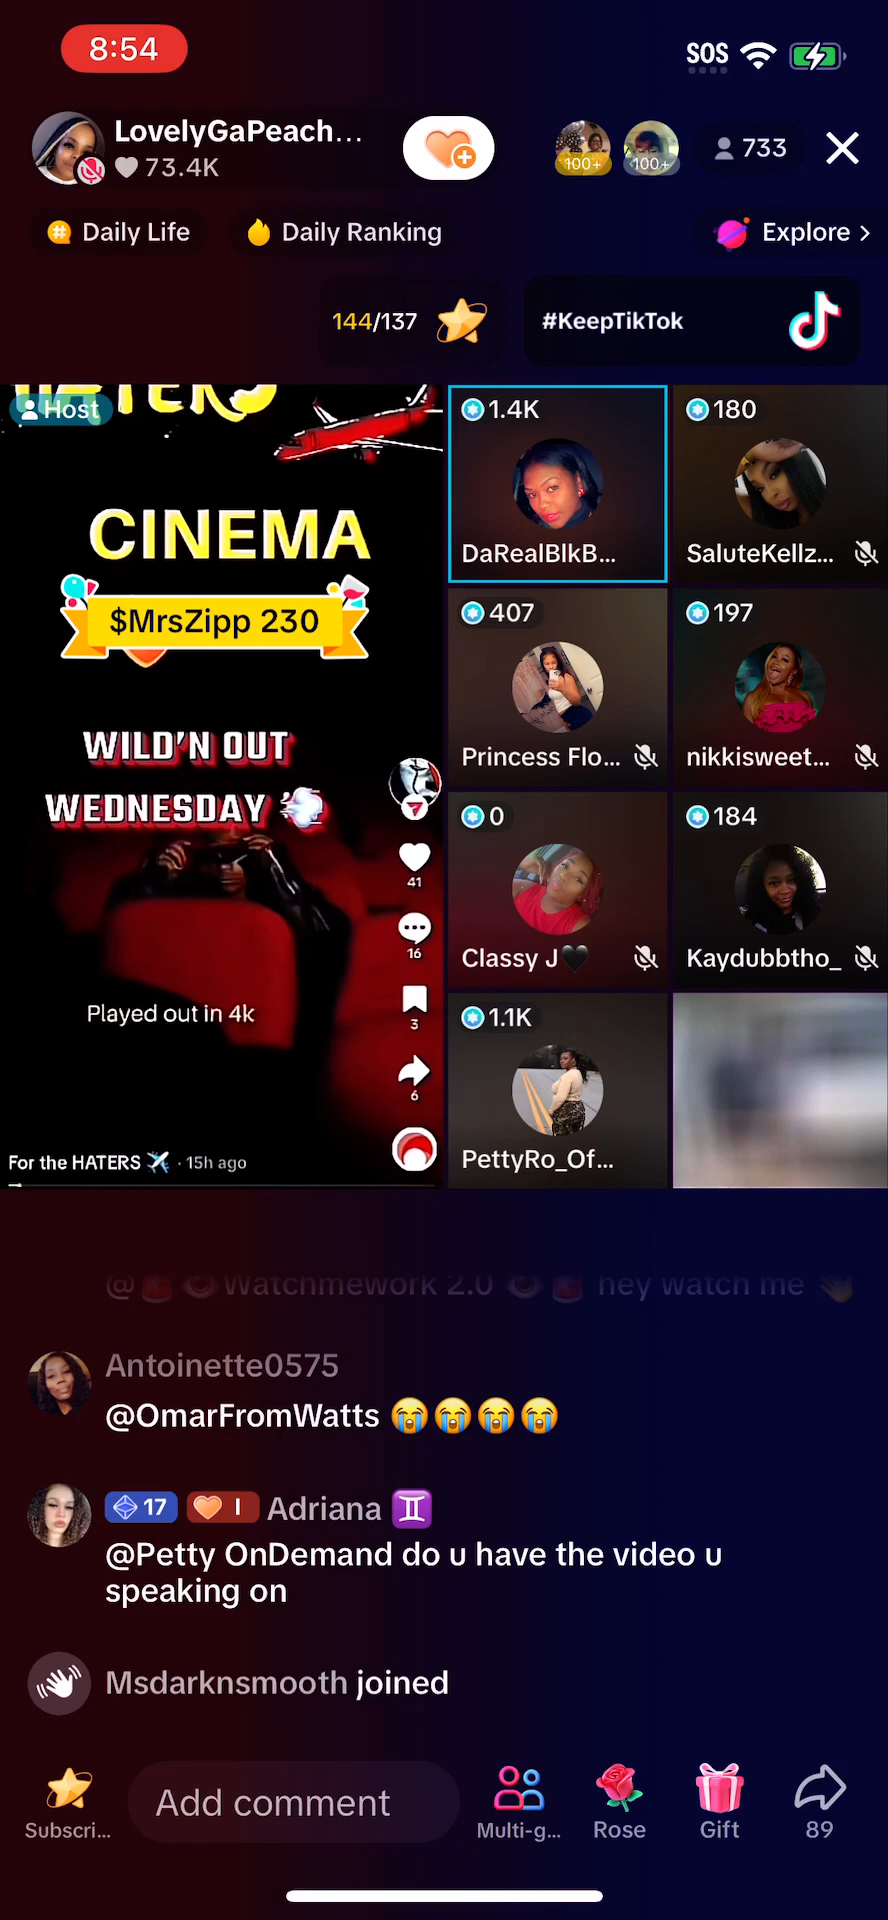 8:54
SOS
LovelyGaPeach...
73.4K
100+
100+
733
Daily Life
Daily Ranking
Explore >
144/137
#KeepTikTok
HATERS
Host
CINEMA
$MrsZipp 230
WILD'N OUT
WEDNESDAY 💨
41
16
3
6
Played out in 4k
For the HATERS ✈️ · 15h ago
1.4K
DaRealBlkB...
180
SaluteKellz...
407
Princess Flo...
197
nikkisweet...
0
Classy J🖤
184
Kaydubbtho_
1.1K
PettyRo_Of...
@🚨👁️Watchmework 2.0👁️🚨 hey watch me 👋
Antoinette0575
@OmarFromWatts 😭😭😭😭
17 I Adriana ♊
@Petty OnDemand do u have the video u
speaking on
Msdarknsmooth joined
Subscri...
Add comment
Multi-g...
Rose
Gift
89